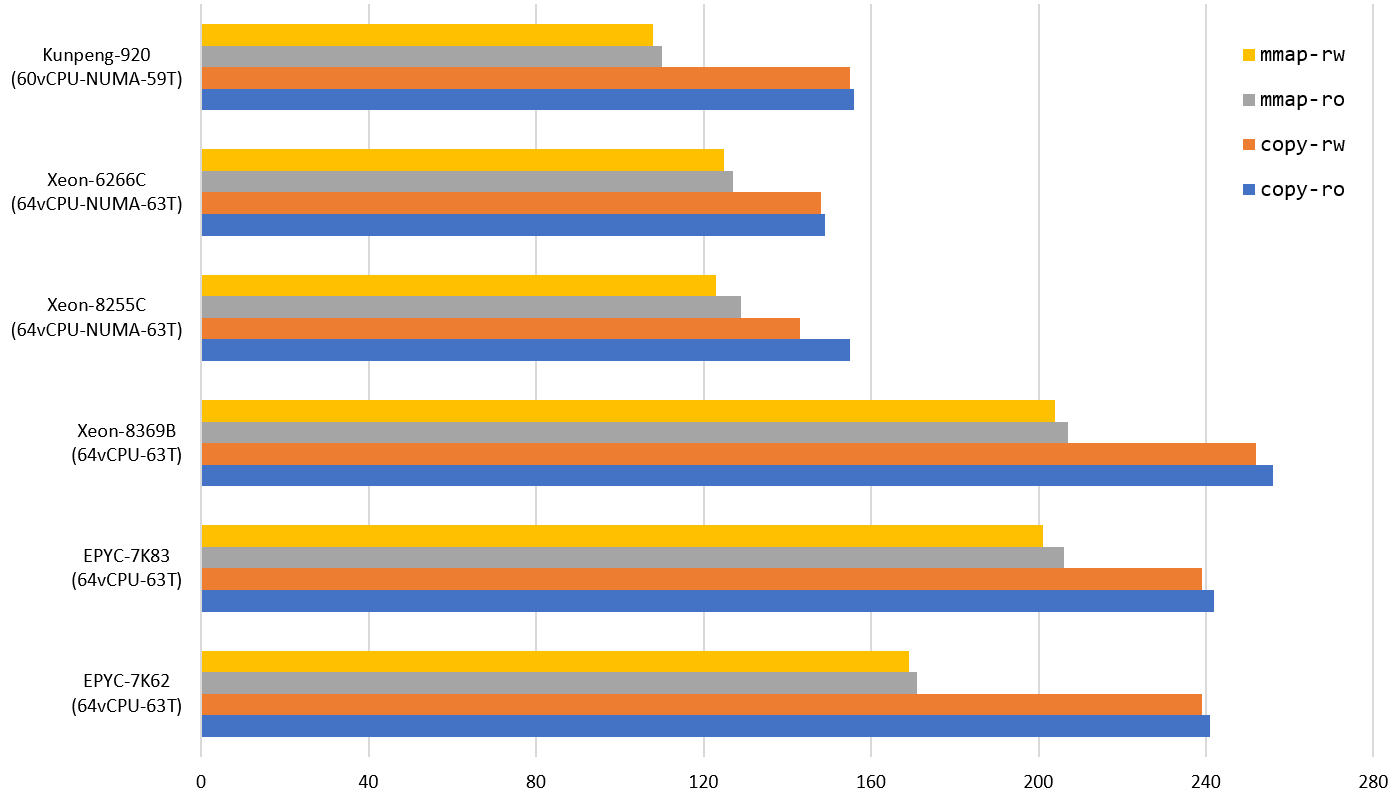 Kunpeng-920
(60vCPU-NUMA-59T)
Xeon-6266C
(64vCPU-NUMA-63T)
Xeon-8255C
(64vCPU-NUMA-63T)
Xeon-8369B
(64vCPU-63T)
EPYC-7K83
(64vCPU-63T)
EPYC-7K62
(64vCPU-63T)
mmap-rw
mmap-ro
copy-rw
copy-ro
0 40 80 120 160 200 240 280